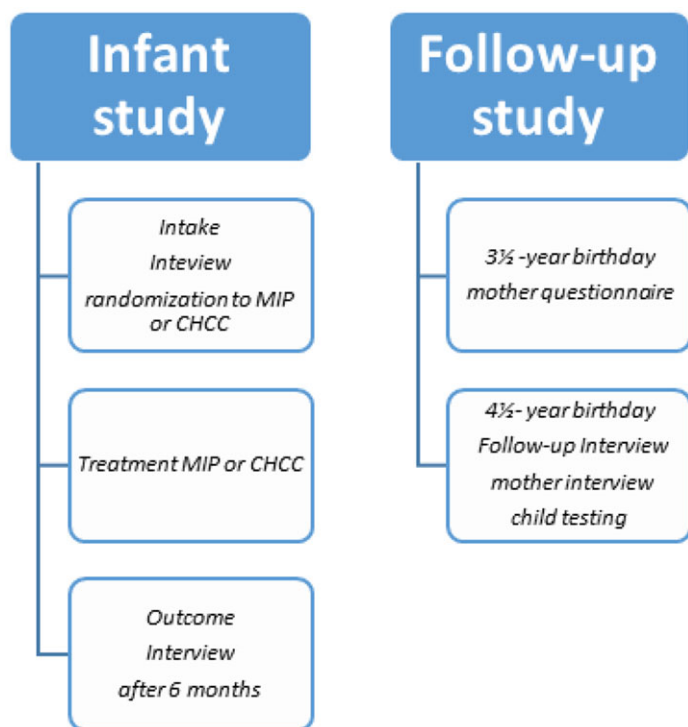 Infant
study
Intake
Inteview
randomization to MIP
or CHCC
Treatment MIP or CHCC
Outcome
Interview
after 6 months
Follow-up
study
3½ -year birthday
mother questionnaire
4½- year birthday
Follow-up Interview
mother interview
child testing